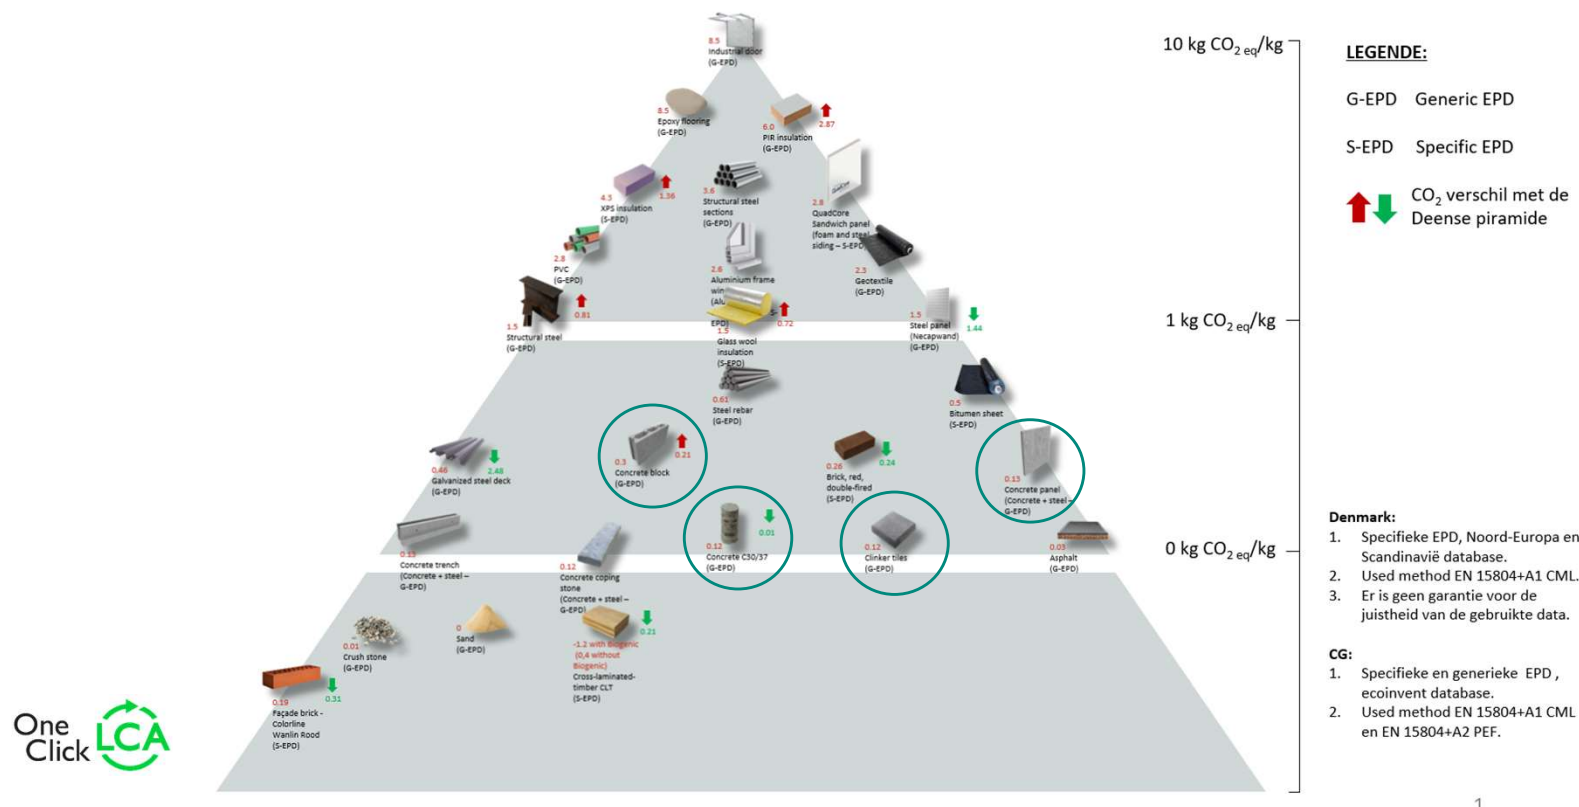 8.5
Industrial door
(G-EPD)
10 kg CO2 eq/kg
8.5
Epoxy flooring
(G-EPD)
6.0
2.87
PIR insulation
(G-EPD)
4.3
1.36
XPS insulation
(S-EPD)
3.6
Structural steel
sections
(G-EPD)
2.8
QuadCore
Sandwich panel
(foam and steel
siding – S-EPD)
2.8
PVC
(G-EPD)
2.6
Aluminium frame
EPD)
2.3
Geotextile
(G-EPD)
1.5
0.81
Structural steel
(G-EPD)
0.72
1.5
Glass wool
insulation
(S-EPD)
1.5
1.44
Steel panel
(Necapwand)
(G-EPD)
1 kg CO2 eq/kg
0.61
Steel rebar
(G-EPD)
0.5
Bitumen sheet
(S-EPD)
0.46
2.48
Galvanized steel deck
(G-EPD)
0.3
0.21
Concrete block
(G-EPD)
0.26
0.24
Brick, red,
double-fired
(S-EPD)
0.13
Concrete panel
(Concrete + steel –
G-EPD)
0.13
Concrete trench
(Concrete + steel –
G-EPD)
0.12
Concrete coping
stone
(Concrete + steel –
G-EPD)
0.12
0.01
Concrete C30/37
(G-EPD)
0.12
Clinker tiles
(G-EPD)
0.03
Asphalt
(G-EPD)
0 kg CO2 eq/kg
0.01
Crush stone
(G-EPD)
0
Sand
(G-EPD)
0.21
-1.2 with Biogenic
(0,4 without
Biogenic)
Cross-laminated-
timber CLT
(S-EPD)
0.19
0.31
Façade brick -
Colorline
Wanlin Rood
(S-EPD)
One
Click LCA
LEGENDE:
G-EPD Generic EPD
S-EPD Specific EPD
CO2 verschil met de
Deense piramide
Denmark:
1. Specifieke EPD, Noord-Europa en
Scandinavië database.
2. Used method EN 15804+A1 CML.
3. Er is geen garantie voor de
juistheid van de gebruikte data.
CG:
1. Specifieke en generieke EPD ,
ecoinvent database.
2. Used method EN 15804+A1 CML
en EN 15804+A2 PEF.
1